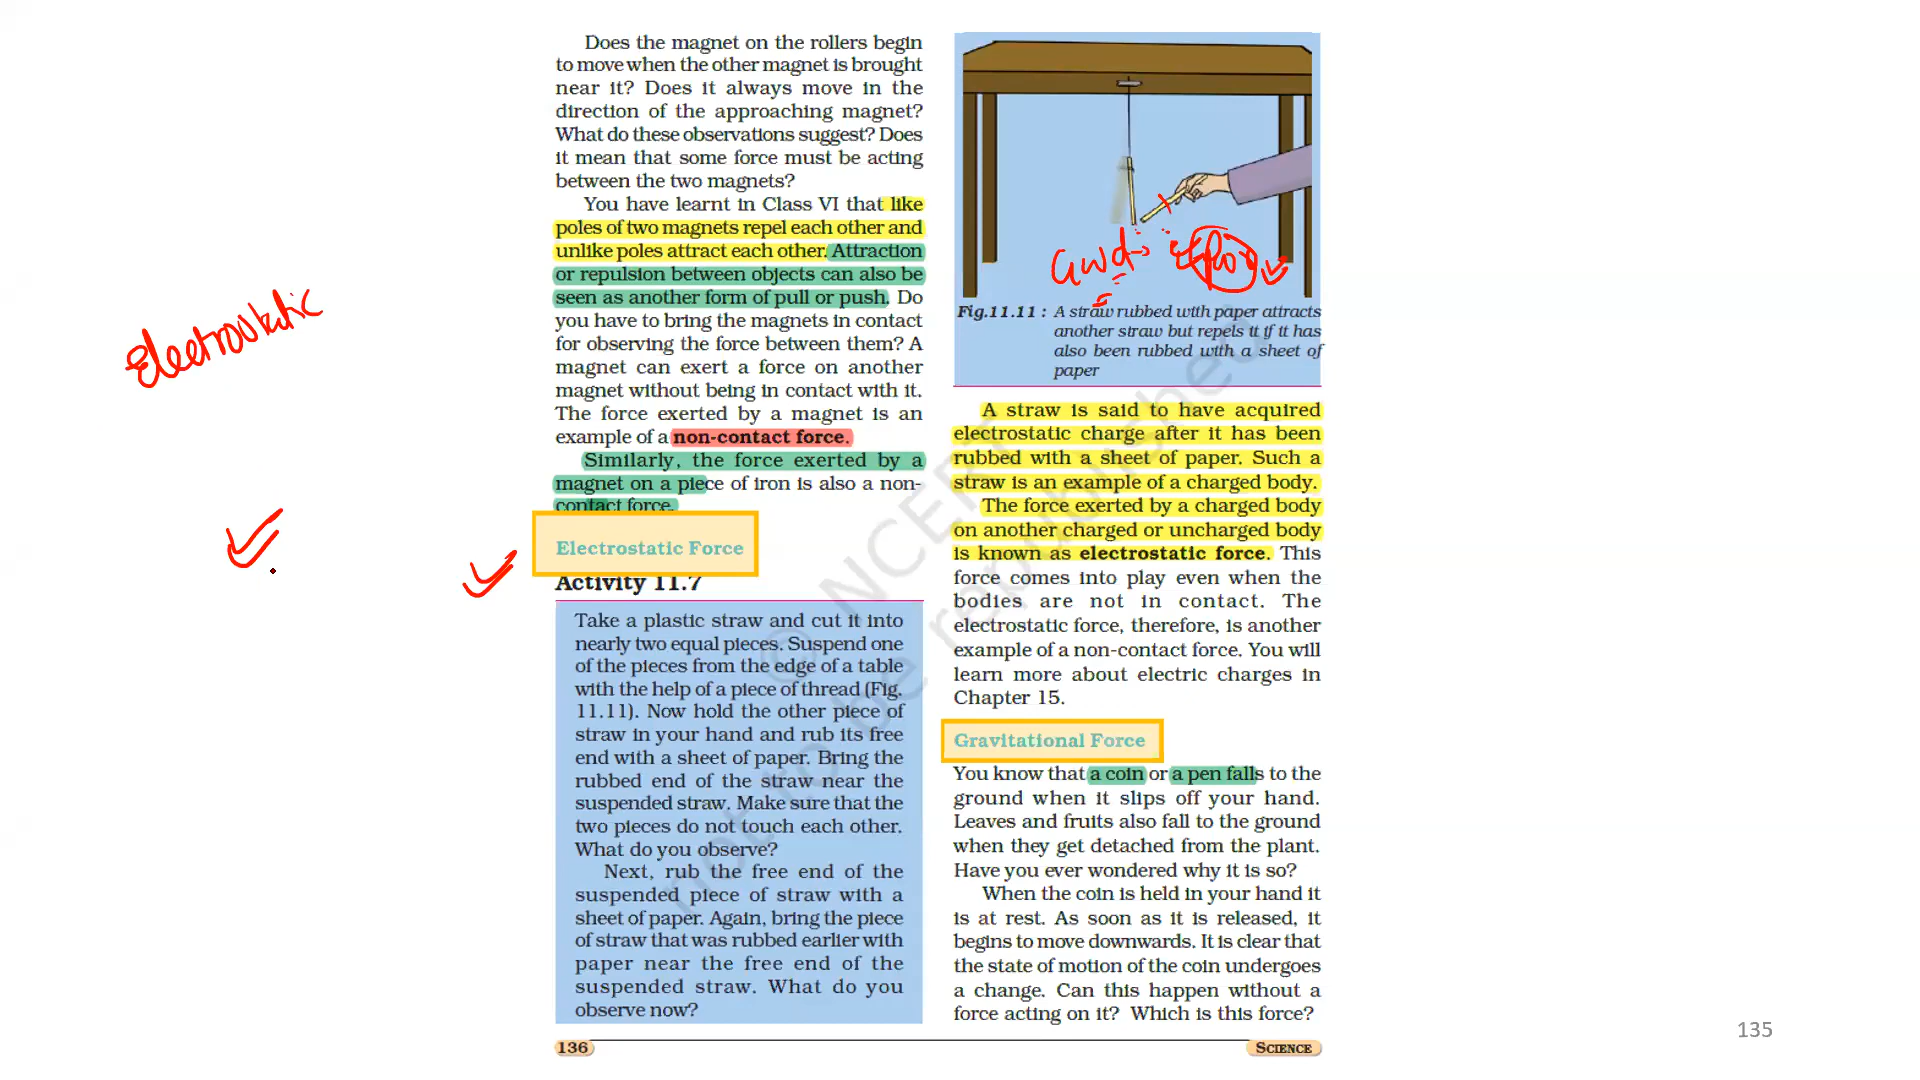 Does the magnet on the rollers begin
to move when the other magnet is brought
near it? Does it always move in the
direction of the approaching magnet?
What do these observations suggest? Does
it mean that some force must be acting
between the two magnets?
You have learnt in Class VI that like
poles of two magnets repel each other and
unlike poles attract each other. Attraction
or repulsion between objects can also be
seen as another form of pull or push. Do
you have to bring the magnets in contact
for observing the force between them? A
magnet can exert a force on another
magnet without being in contact with it.
The force exerted by a magnet is an
example of a non-contact force.
Similarly, the force exerted by a
magnet on a piece of iron is also a non-
contact force.
Electrostatic Force
Activity 11.7
Take a plastic straw and cut it into
nearly two equal pieces. Suspend one
of the pieces from the edge of a table
with the help of a piece of thread (Fig.
11.11). Now hold the other piece of
straw in your hand and rub its free
end with a sheet of paper. Bring the
rubbed end of the straw near the
suspended straw. Make sure that the
two pieces do not touch each other.
What do you observe?
Next, rub the free end of the
suspended piece of straw with a
sheet of paper. Again, bring the piece
of straw that was rubbed earlier with
paper near the free end of the
suspended straw. What do you
observe now?
136
Electrostatic
Fig.11.11 : A straw rubbed with paper attracts
another straw but repels it if it has
also been rubbed with a sheet of
paper
A straw is said to have acquired
electrostatic charge after it has been
rubbed with a sheet of paper. Such a
straw is an example of a charged body.
The force exerted by a charged body
on another charged or uncharged body
is known as electrostatic force. This
force comes into play even when the
bodies are not in contact. The
electrostatic force, therefore, is another
example of a non-contact force. You will
learn more about electric charges in
Chapter 15.
Gravitational Force
You know that a coin or a pen falls to the
ground when it slips off your hand.
Leaves and fruits also fall to the ground
when they get detached from the plant.
Have you ever wondered why it is so?
When the coin is held in your hand it
is at rest. As soon as it is released, it
begins to move downwards. It is clear that
the state of motion of the coin undergoes
a change. Can this happen without a
force acting on it? Which is this force?
SCIENCE
© NCERT
not to be republished
135